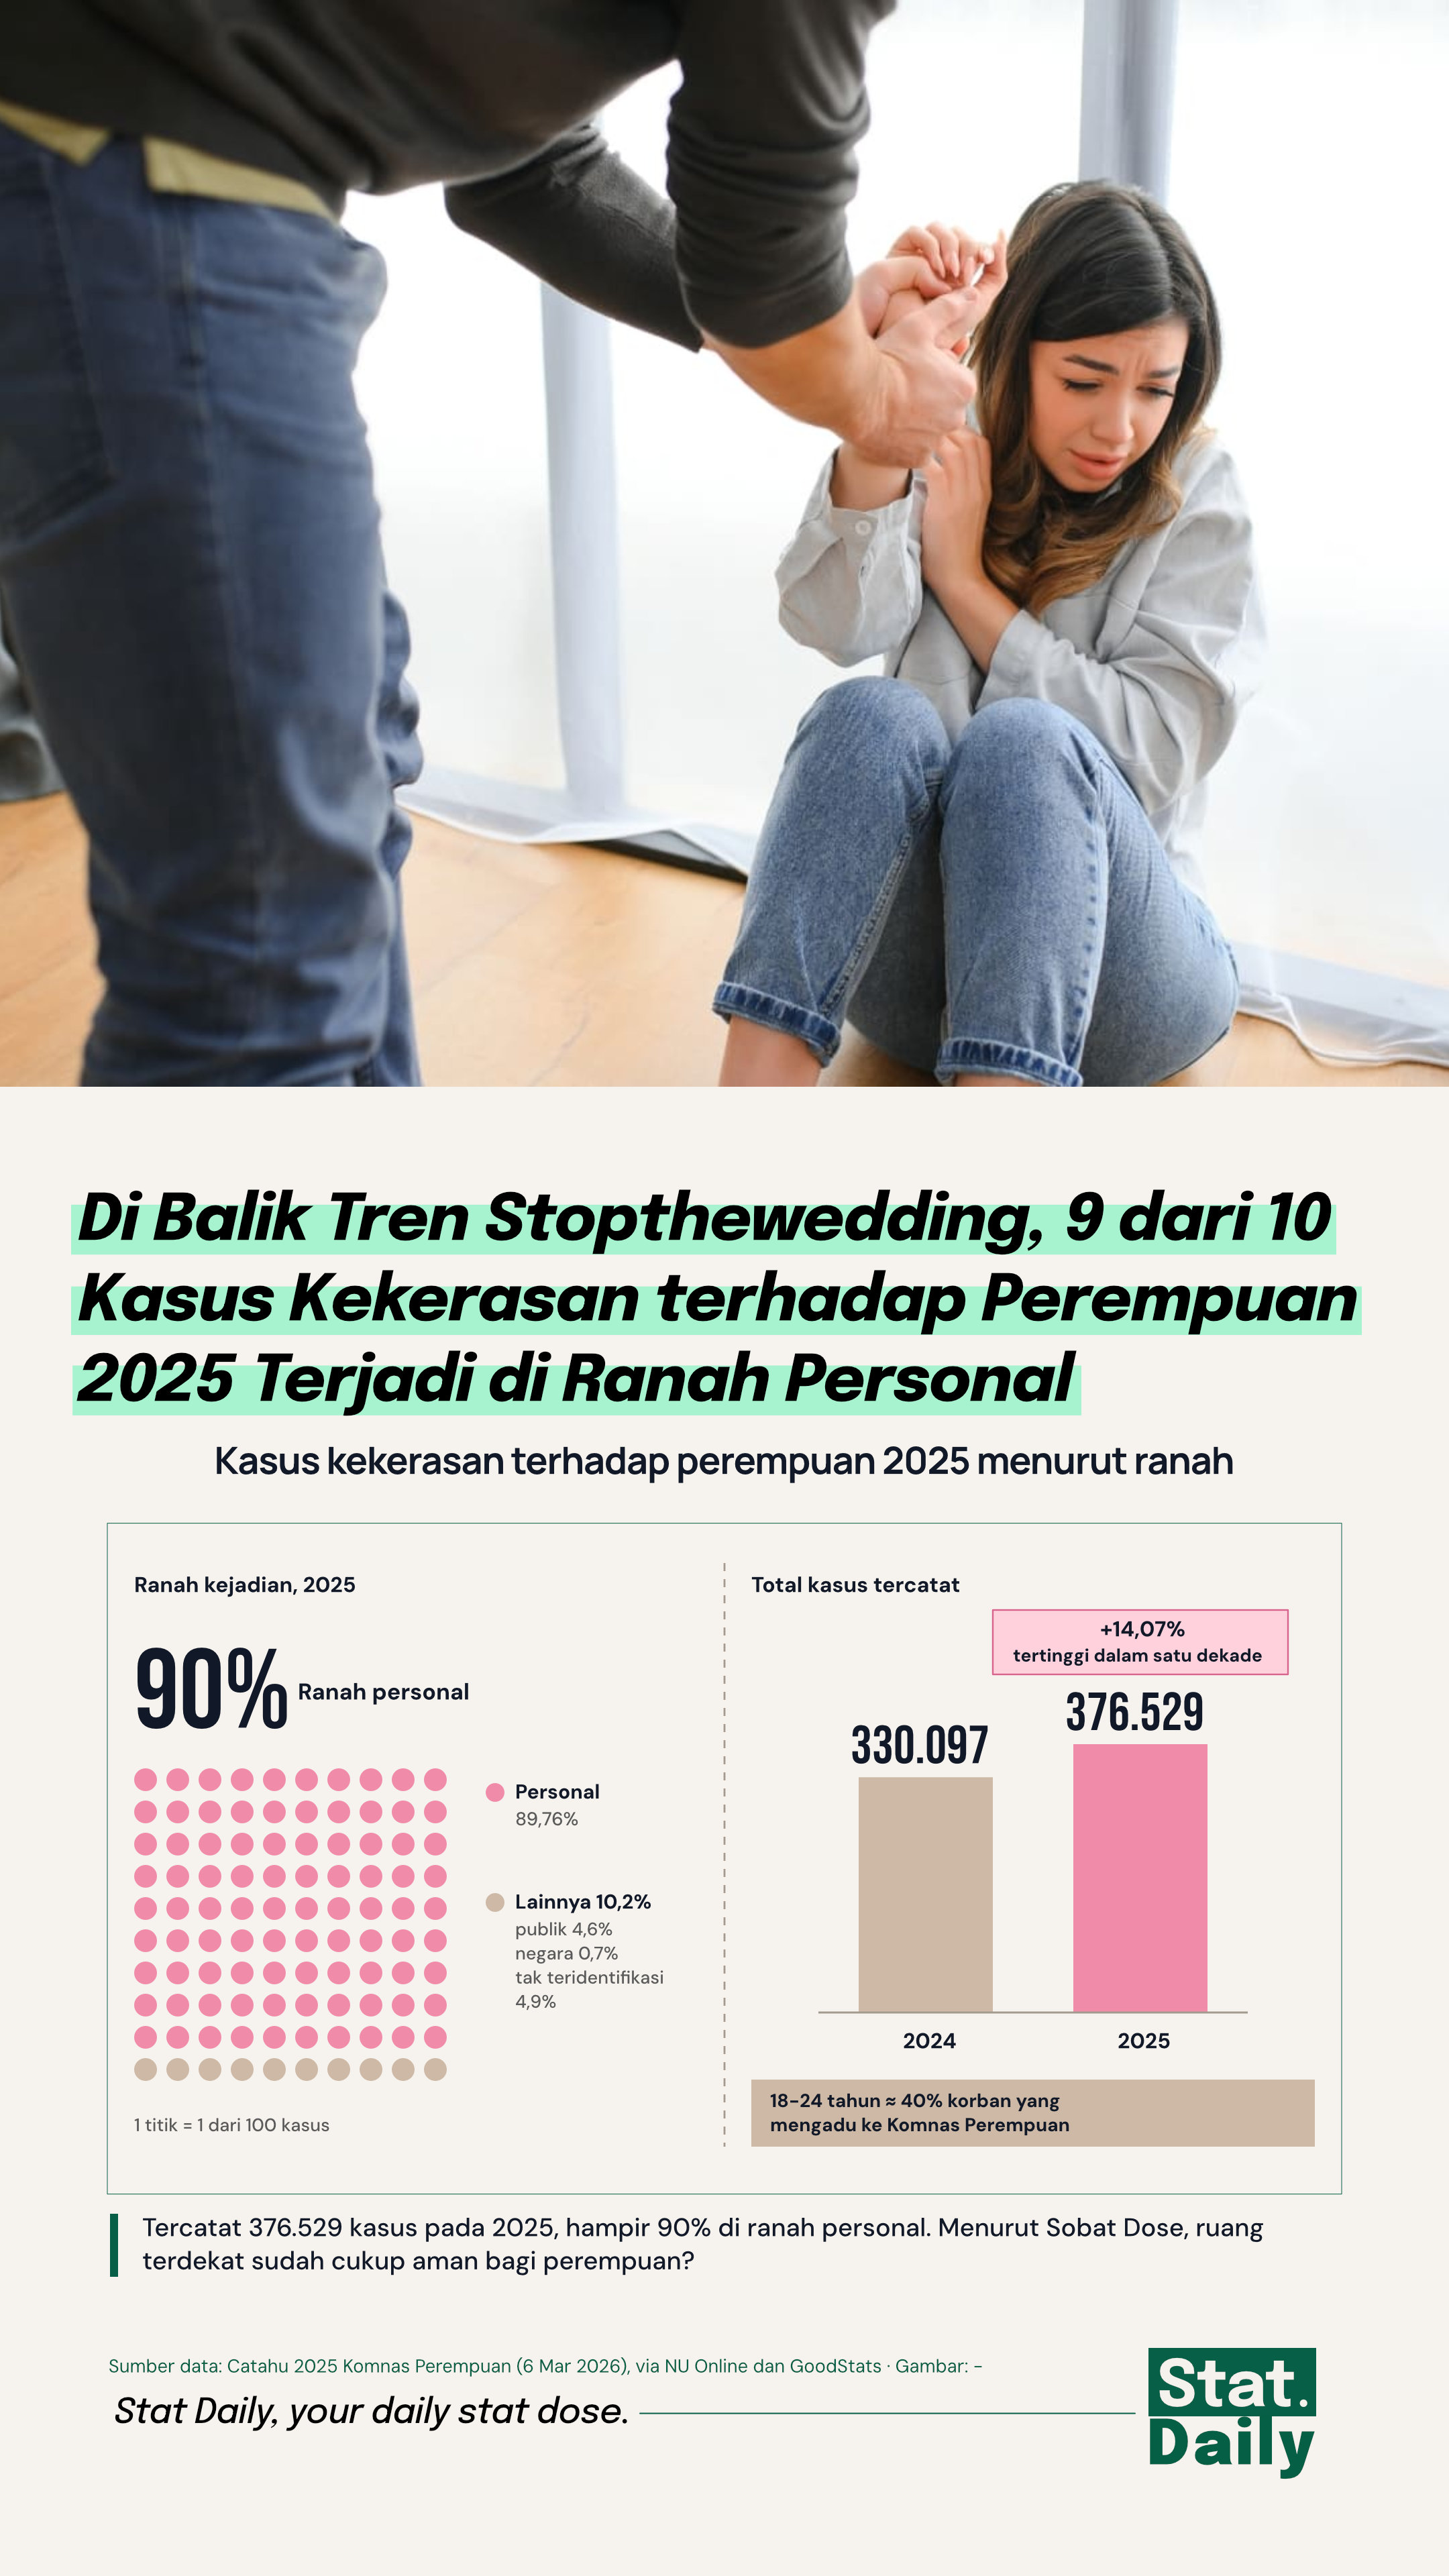 Di Balik Tren Stopthewedding, 9 dari 10
Kasus Kekerasan terhadap Perempuan
2025 Terjadi di Ranah Personal
Kasus kekerasan terhadap perempuan 2025 menurut ranah
Ranah kejadian, 2025
90% Ranah personal
Personal
89,76%
Lainnya 10,2%
publik 4,6%
negara 0,7%
tak teridentifikasi
4,9%
1 titik = 1 dari 100 kasus
Total kasus tercatat
+14,07%
tertinggi dalam satu dekade
330.097
376.529
2024
2025
18-24 tahun ≈ 40% korban yang
mengadu ke Komnas Perempuan
Tercatat 376.529 kasus pada 2025, hampir 90% di ranah personal. Menurut Sobat Dose, ruang
terdekat sudah cukup aman bagi perempuan?
Sumber data: Catahu 2025 Komnas Perempuan (6 Mar 2026), via NU Online dan GoodStats · Gambar: -
Stat Daily, your daily stat dose.
Stat.
Daily